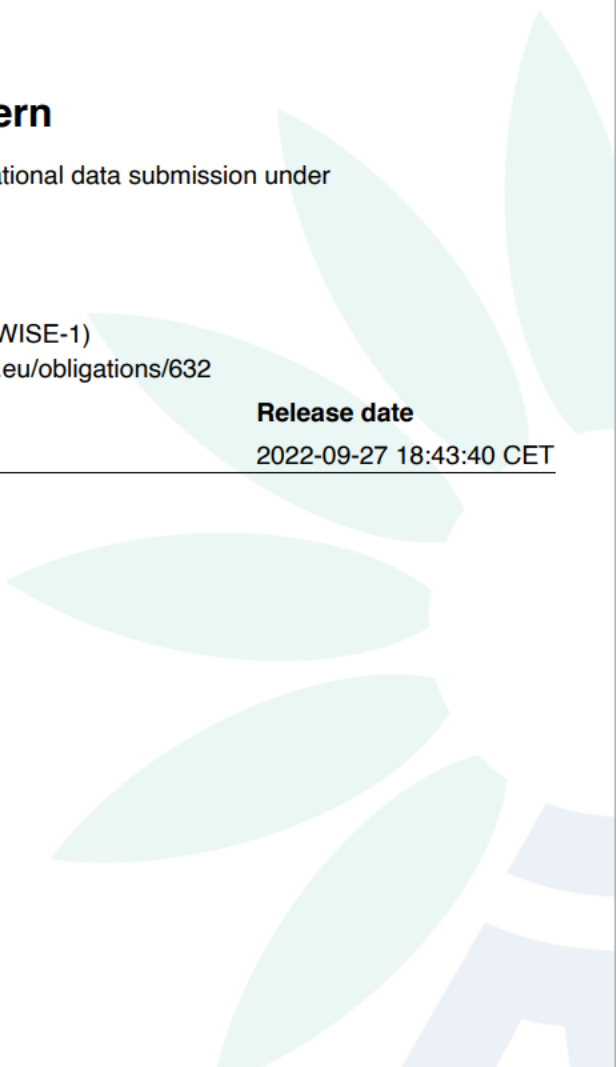 ern
ational data submission under
WISE-1)
.eu/obligations/632
Release date
2022-09-27 18:43:40 CET